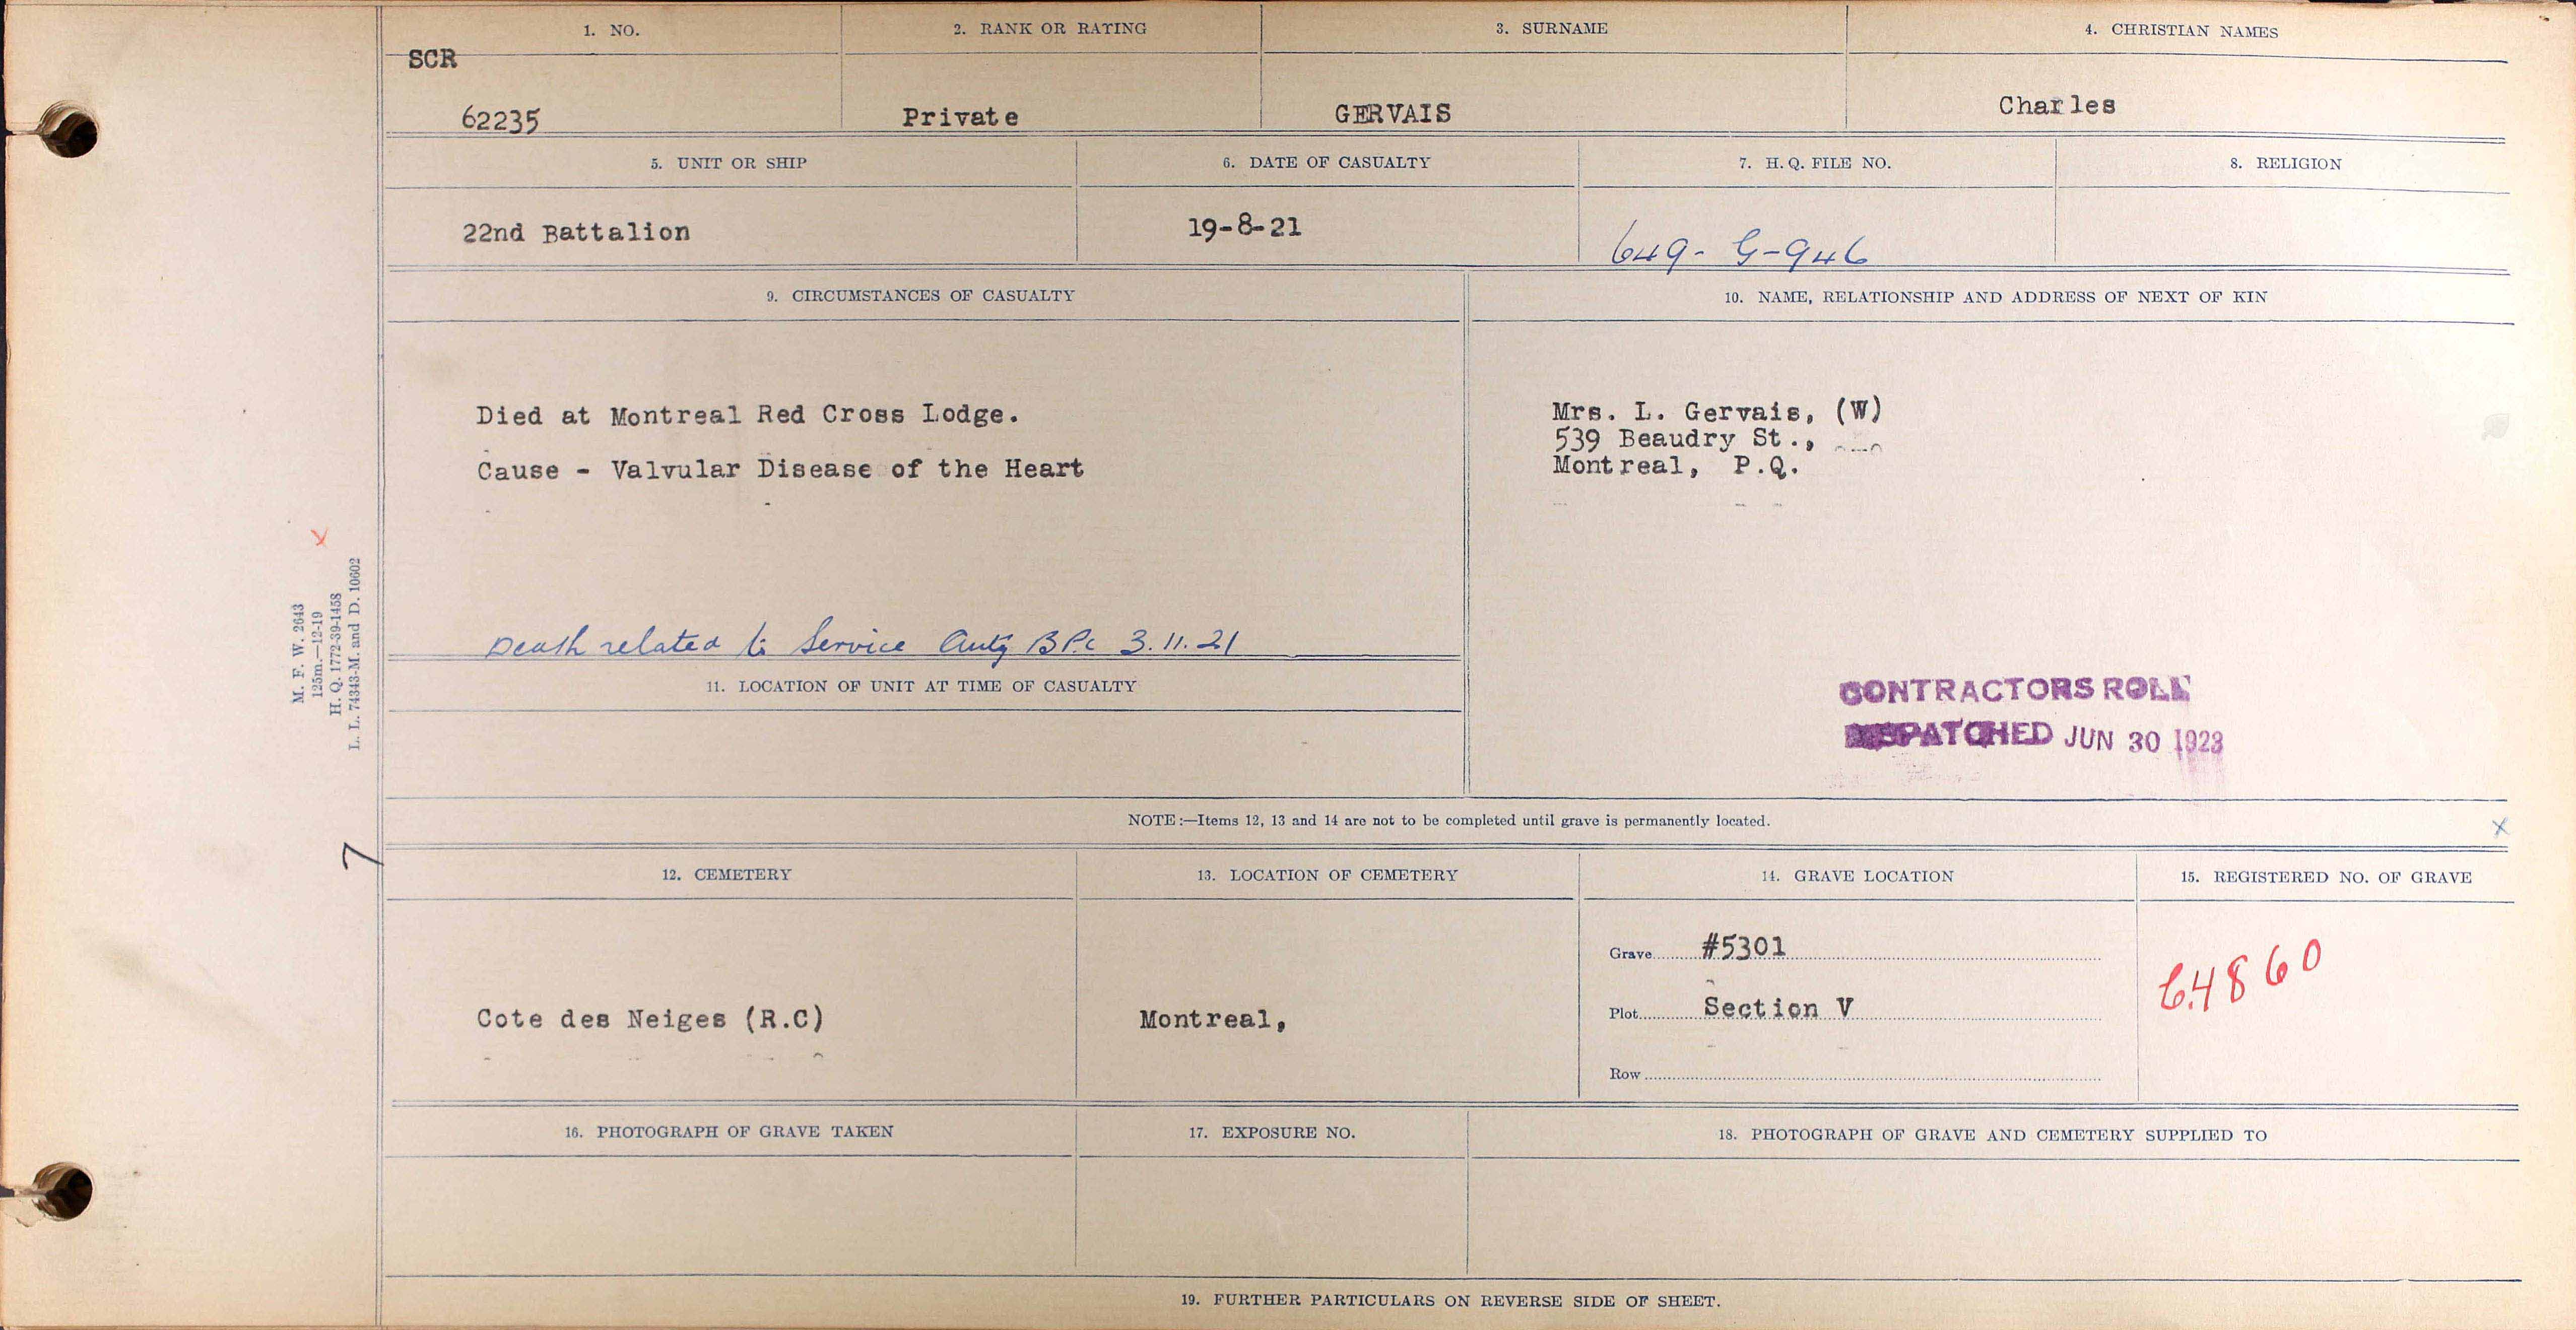 1. NO.
2. RANK OR RATING
3. SURNAME
4. CHRISTIAN NAMES
SCR
62235
Private
GERVAIS
Charles
5. UNIT OR SHIP
6. DATE OF CASUALTY
7. H.Q. FILE NO.
8. RELIGION
22nd Battalion
19-8-21
649- G-946
9. CIRCUMSTANCES OF CASUALTY
10. NAME, RELATIONSHIP AND ADDRESS OF NEXT OF KIN
Died at Montreal Red Cross Lodge.
Cause - Valvular Disease of the Heart
Mrs. L. Gervais, (W)
539 Beaudry St.,
Montreal, P.Q.
Death related to Service Auty BPC 3.11.21
11. LOCATION OF UNIT AT TIME OF CASUALTY
CONTRACTORS ROLL
DISPATCHED JUN 30 1923
M. F. W. 2643
125m.—12-19
H. Q. 1772-39-1458
L. L. 74343-M. and D. 10602
x
7
NOTE:—Items 12, 13 and 14 are not to be completed until grave is permanently located.
x
12. CEMETERY
13. LOCATION OF CEMETERY
14. GRAVE LOCATION
15. REGISTERED NO. OF GRAVE
Cote des Neiges (R.C)
Montreal,
Grave #5301
Plot Section V
Row
64860
16. PHOTOGRAPH OF GRAVE TAKEN
17. EXPOSURE NO.
18. PHOTOGRAPH OF GRAVE AND CEMETERY SUPPLIED TO
19. FURTHER PARTICULARS ON REVERSE SIDE OF SHEET.